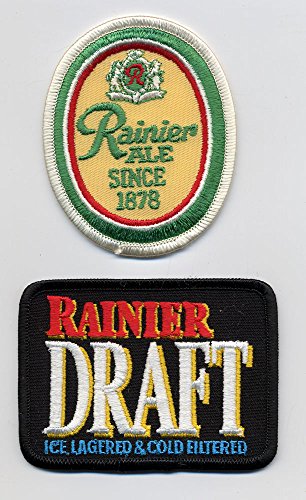 R
Rainier
ALE
SINCE
1878
RAINIER
DRAFT
ICE LAGERED & COLD FILTERED